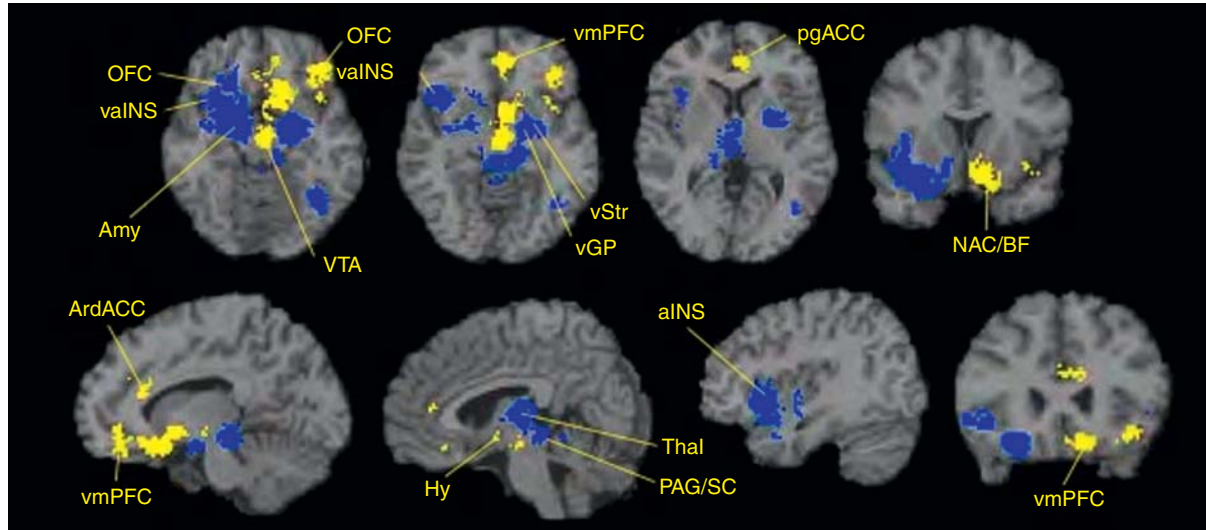 OFC
vaINS
OFC
vaINS
Amy
VTA
vmPFC
vStr
vGP
pgACC
NAC/BF
ArdACC
vmPFC
Hy
Thal
PAG/SC
aINS
vmPFC